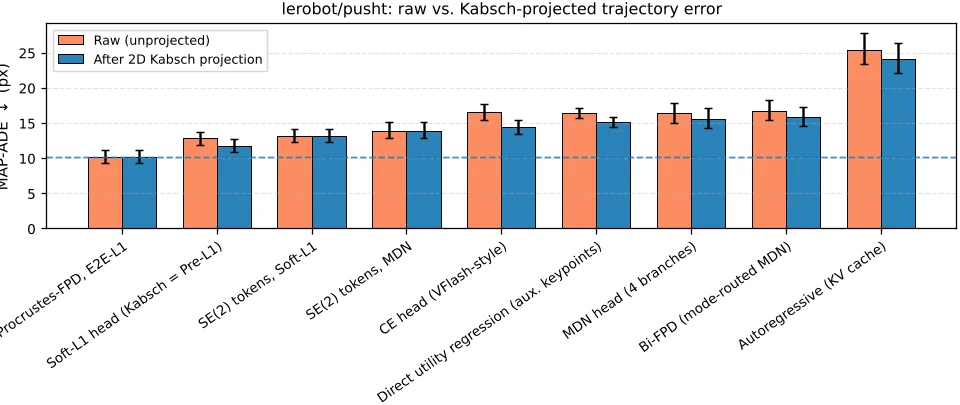 lerobot/pusht: raw vs. Kabsch-projected trajectory error
Raw (unprojected)
After 2D Kabsch projection
MAP-ADE ↓ (px)
25
20
15
10
5
0
Procrustes-FPD, E2E-L1
Soft-L1 head (Kabsch = Pre-L1)
SE(2) tokens, Soft-L1
SE(2) tokens, MDN
CE head (VFlash-style)
Direct utility regression (aux. keypoints)
MDN head (4 branches)
Bi-FPD (mode-routed MDN)
Autoregressive (KV cache)